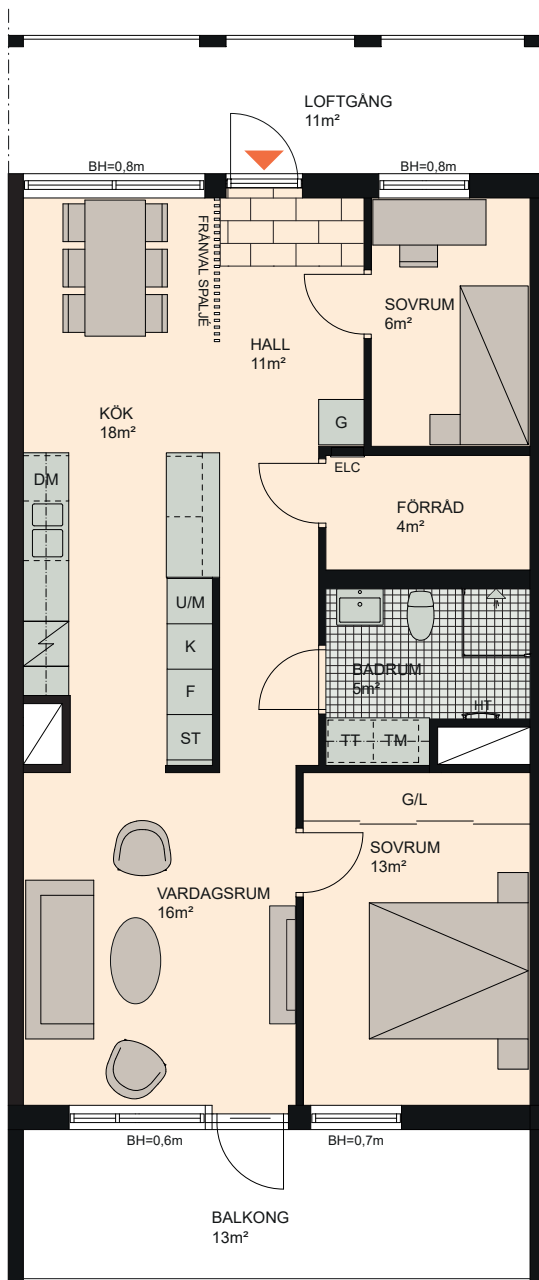 LOFTGÅNG
11m²
BH=0,8m
BH=0,8m
FRÅNVAL SPALJÉ
SOVRUM
6m²
HALL
11m²
KÖK
18m²
G
ELC
DM
FÖRRÅD
4m²
U/M
K
F
ST
BADRUM
5m²
HT
TT
TM
G/L
SOVRUM
13m²
VARDAGSRUM
16m²
BH=0,6m
BH=0,7m
BALKONG
13m²